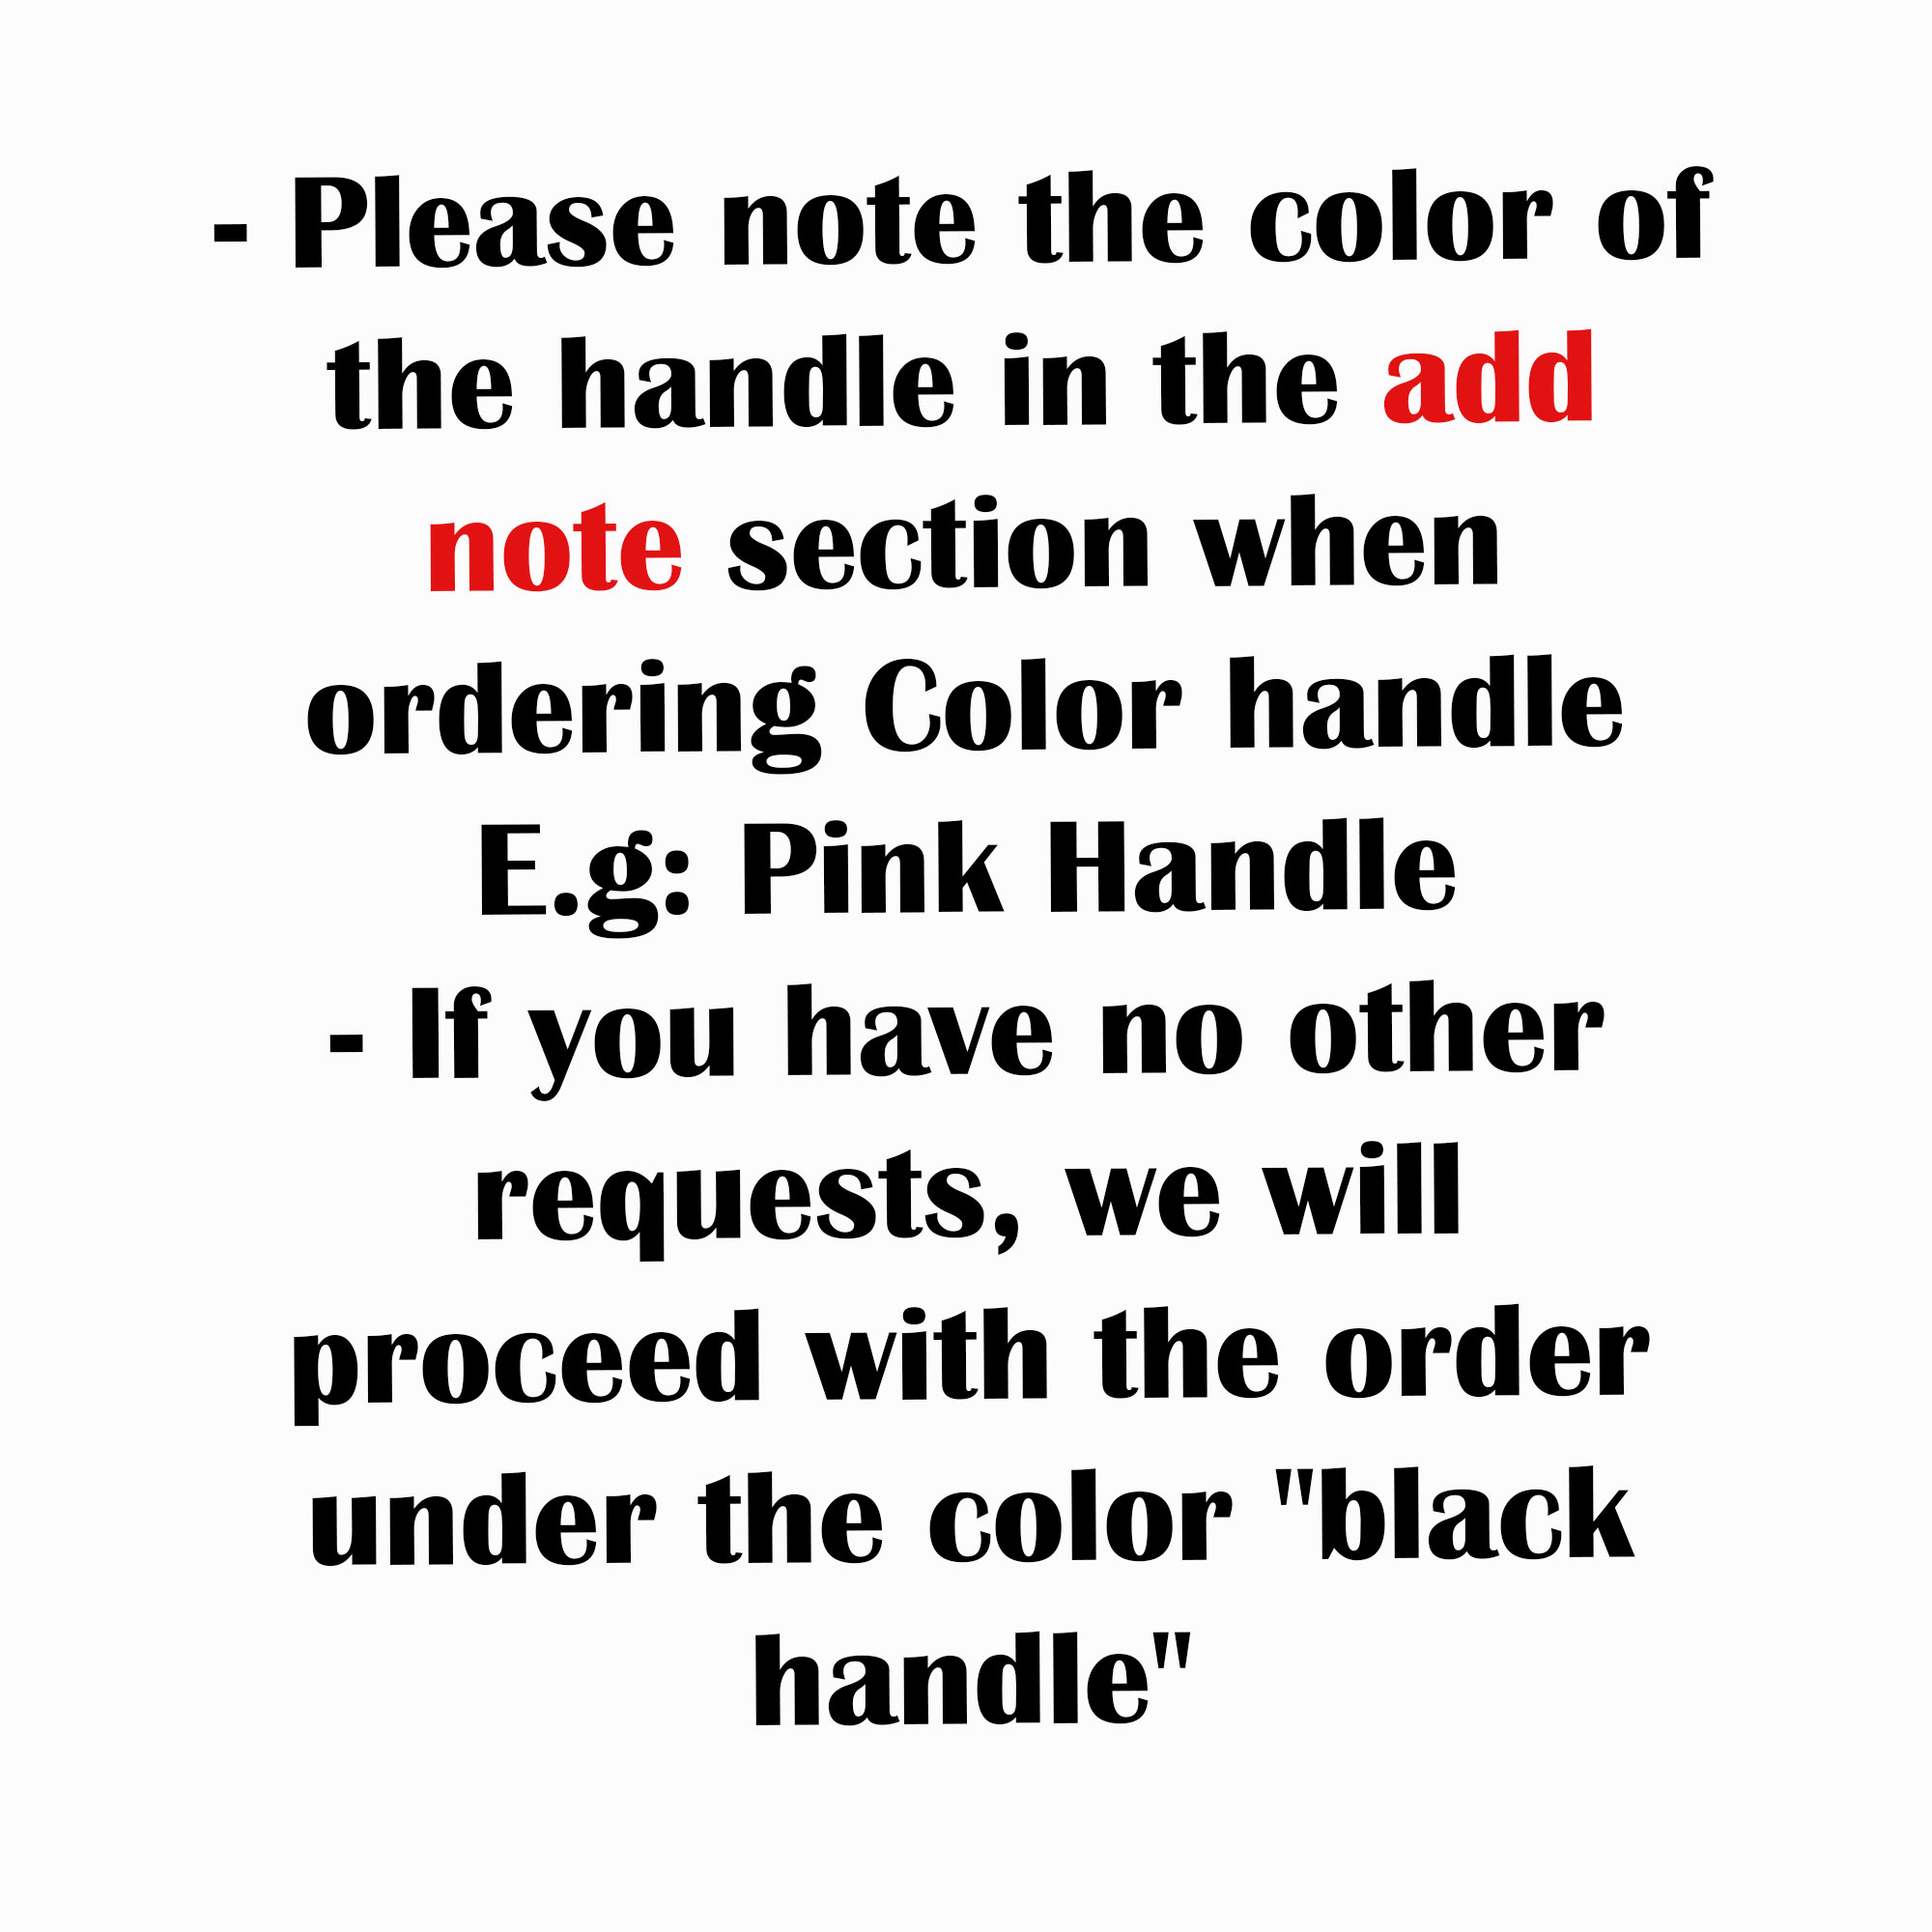 - Please note the color of
the handle in the add
note section when
ordering Color handle
E.g: Pink Handle
- If you have no other
requests, we will
proceed with the order
under the color "black
handle"